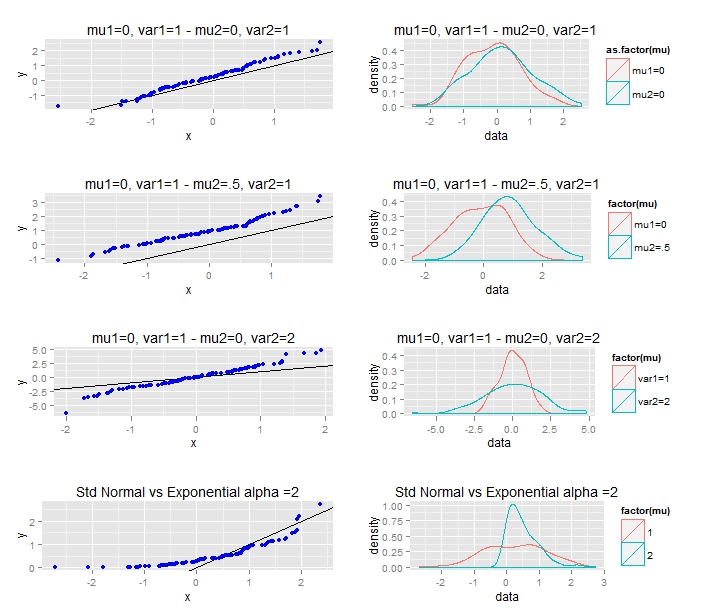 mu1=0, var1=1 - mu2=0, var2=1
y
2
1
0
-1
-2
-1
0
1
x
mu1=0, var1=1 - mu2=0, var2=1
density
0.4
0.3
0.2
0.1
0.0
-2
-1
0
1
2
data
as.factor(mu)
mu1=0
mu2=0
mu1=0, var1=1 - mu2=.5, var2=1
y
3
2
1
0
-1
-2
-1
0
1
x
mu1=0, var1=1 - mu2=.5, var2=1
density
0.4
0.3
0.2
0.1
0.0
-2
0
2
data
factor(mu)
mu1=0
mu2=.5
mu1=0, var1=1 - mu2=0, var2=2
y
5.0
2.5
0.0
-2.5
-5.0
-2
-1
0
1
2
x
mu1=0, var1=1 - mu2=0, var2=2
density
0.4
0.3
0.2
0.1
0.0
-5.0
-2.5
0.0
2.5
5.0
data
factor(mu)
var1=1
var2=2
Std Normal vs Exponential alpha =2
y
2
1
0
-2
-1
0
1
2
x
Std Normal vs Exponential alpha =2
density
1.00
0.75
0.50
0.25
0.00
-2
-1
0
1
2
3
data
factor(mu)
1
2